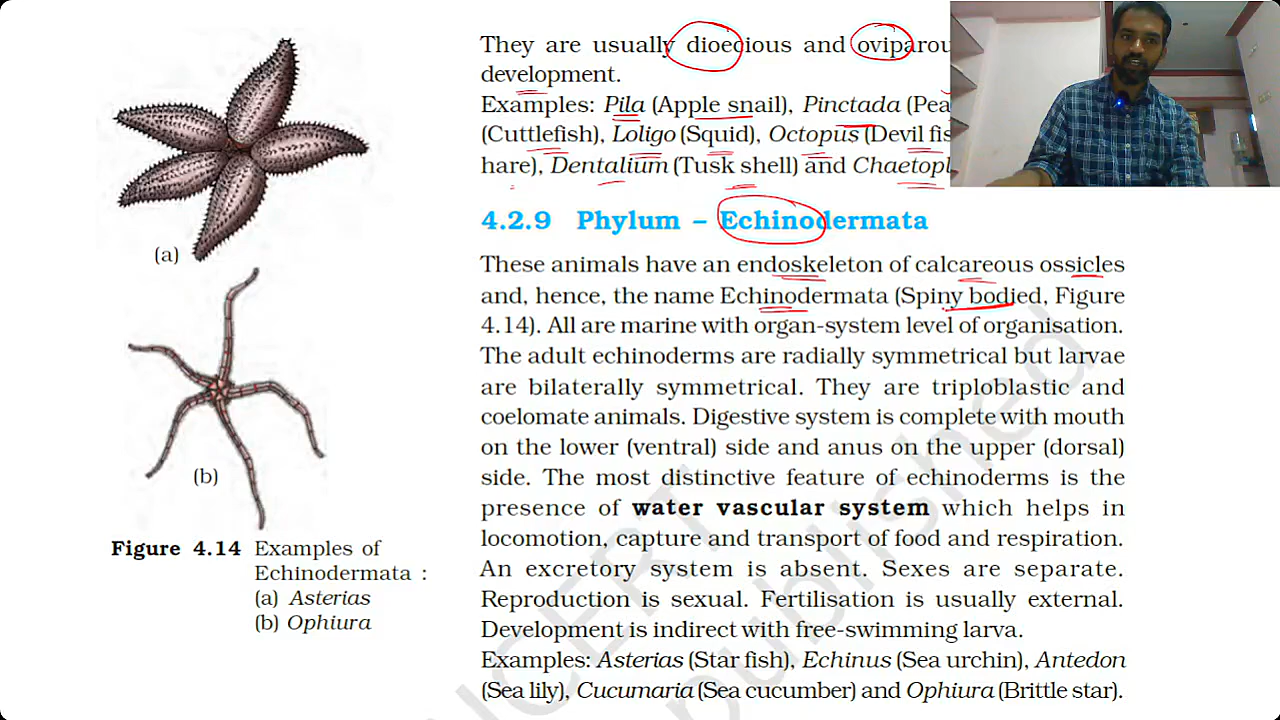 They are usually dioecious and oviparou
development.
Examples: Pila (Apple snail), Pinctada (Pea
(Cuttlefish), Loligo (Squid), Octopus (Devil fis
hare), Dentalium (Tusk shell) and Chaetopl
4.2.9 Phylum – Echinodermata
These animals have an endoskeleton of calcareous ossicles
and, hence, the name Echinodermata (Spiny bodied, Figure
4.14). All are marine with organ-system level of organisation.
The adult echinoderms are radially symmetrical but larvae
are bilaterally symmetrical. They are triploblastic and
coelomate animals. Digestive system is complete with mouth
on the lower (ventral) side and anus on the upper (dorsal)
side. The most distinctive feature of echinoderms is the
presence of water vascular system which helps in
locomotion, capture and transport of food and respiration.
An excretory system is absent. Sexes are separate.
Reproduction is sexual. Fertilisation is usually external.
Development is indirect with free-swimming larva.
Examples: Asterias (Star fish), Echinus (Sea urchin), Antedon
(Sea lily), Cucumaria (Sea cucumber) and Ophiura (Brittle star).
(a)
(b)
Figure 4.14 Examples of
Echinodermata :
(a) Asterias
(b) Ophiura
NCERT
published